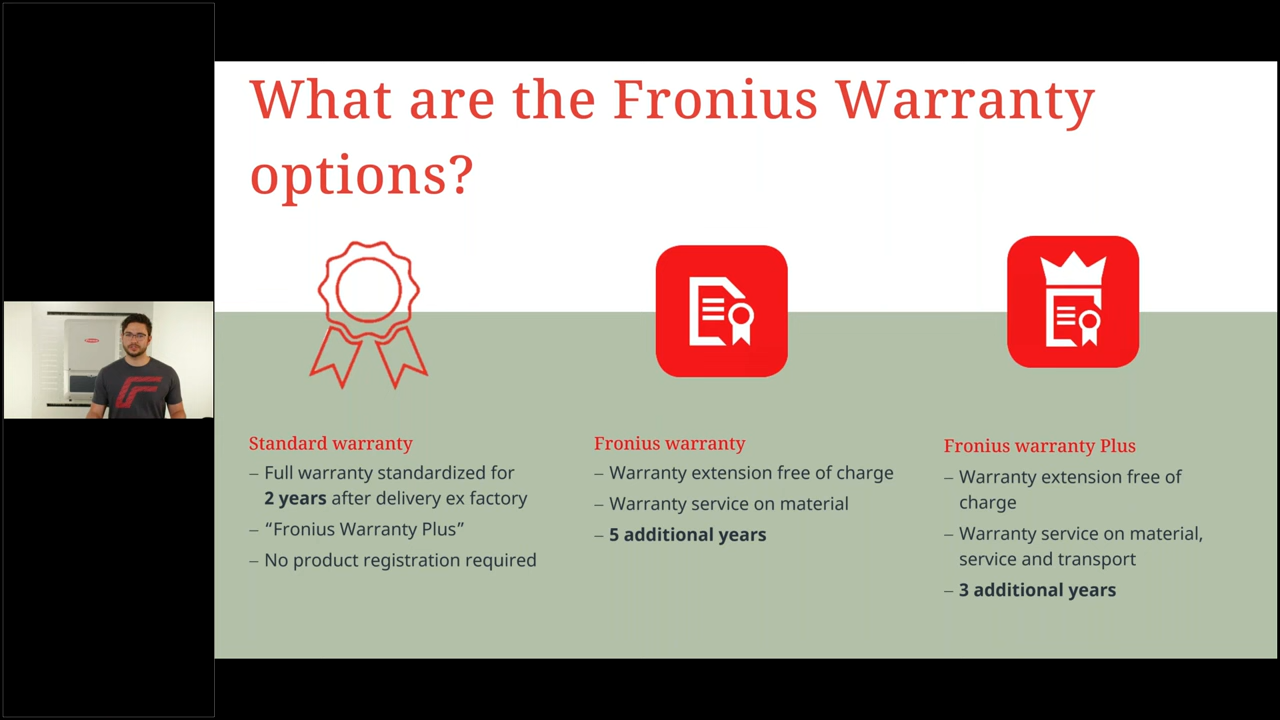 What are the Fronius Warranty
options?
Standard warranty
– Full warranty standardized for
2 years after delivery ex factory
– “Fronius Warranty Plus”
– No product registration required
Fronius warranty
– Warranty extension free of charge
– Warranty service on material
– 5 additional years
Fronius warranty Plus
– Warranty extension free of
charge
– Warranty service on material,
service and transport
– 3 additional years